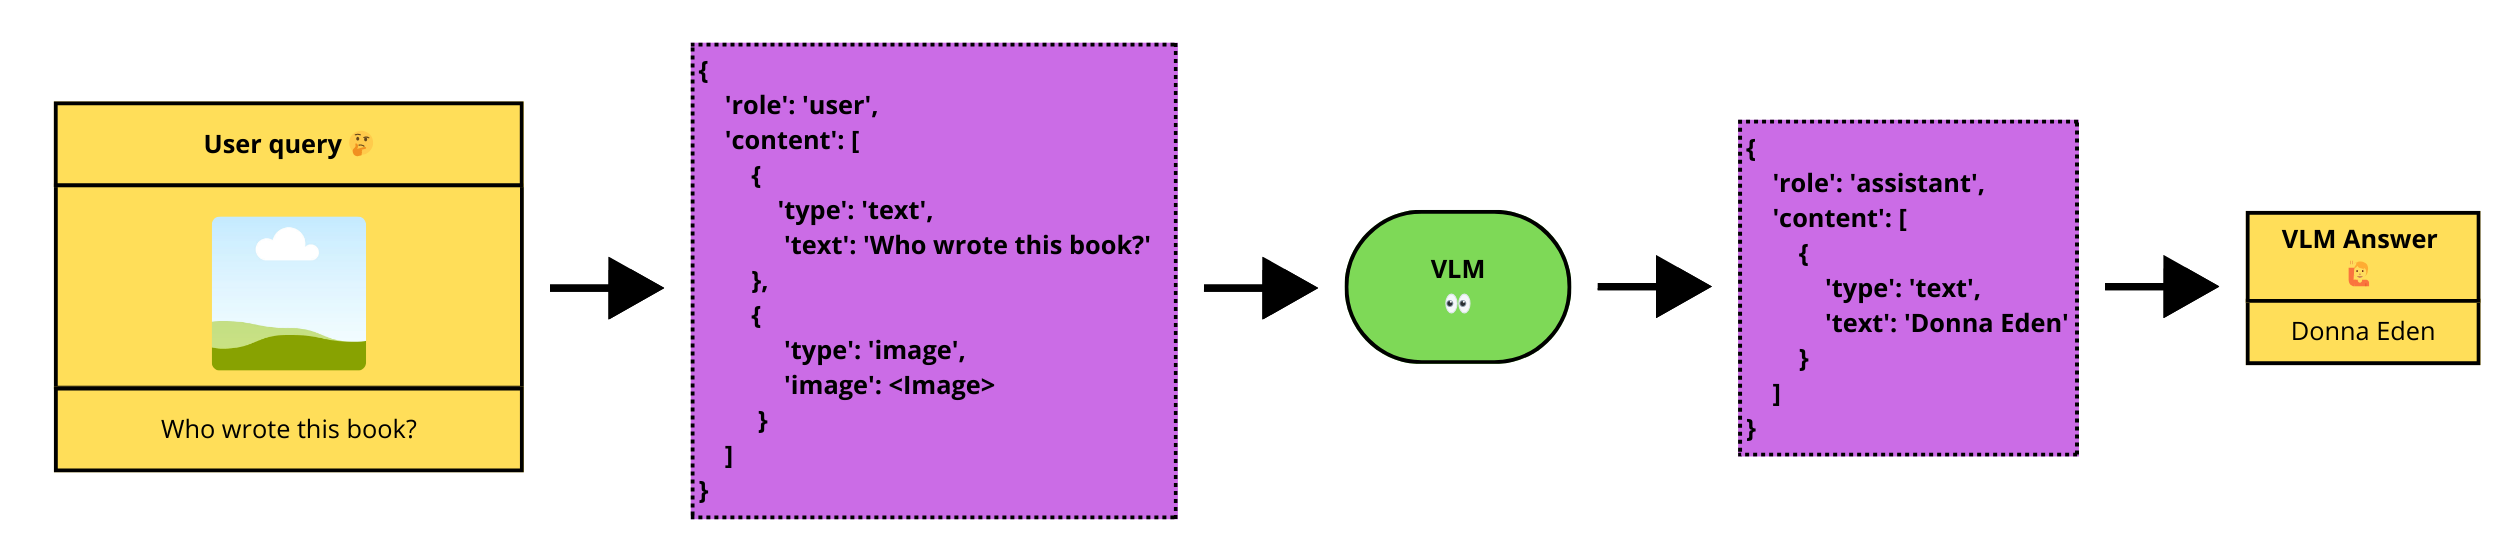 User query 🤔
Who wrote this book?
{
'role': 'user',
'content': [
{
'type': 'text',
'text': 'Who wrote this book?'
},
{
'type': 'image',
'image': <Image>
}
]
}
VLM
👀
{
'role': 'assistant',
'content': [
{
'type': 'text',
'text': 'Donna Eden'
}
]
}
VLM Answer
🙋
Donna Eden